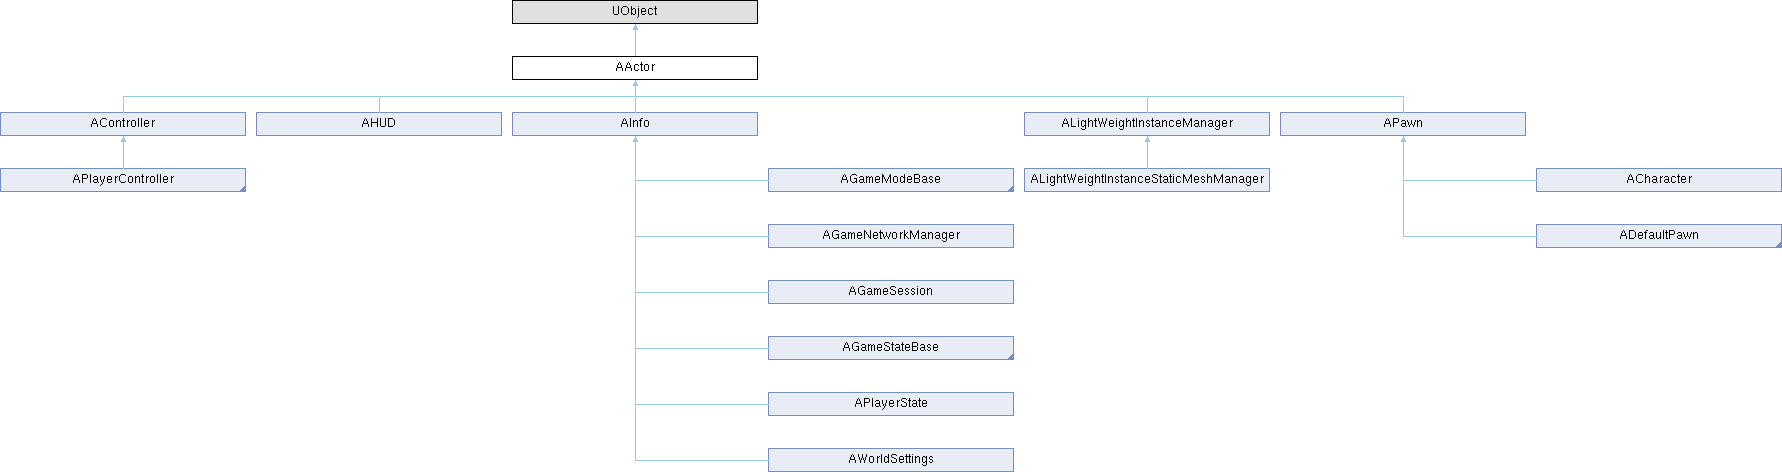 UObject
AActor
AController
AHUD
AInfo
ALightWeightInstanceManager
APawn
APlayerController
AGameModeBase
ALightWeightInstanceStaticMeshManager
ACharacter
AGameNetworkManager
ADefaultPawn
AGameSession
AGameStateBase
APlayerState
AWorldSettings